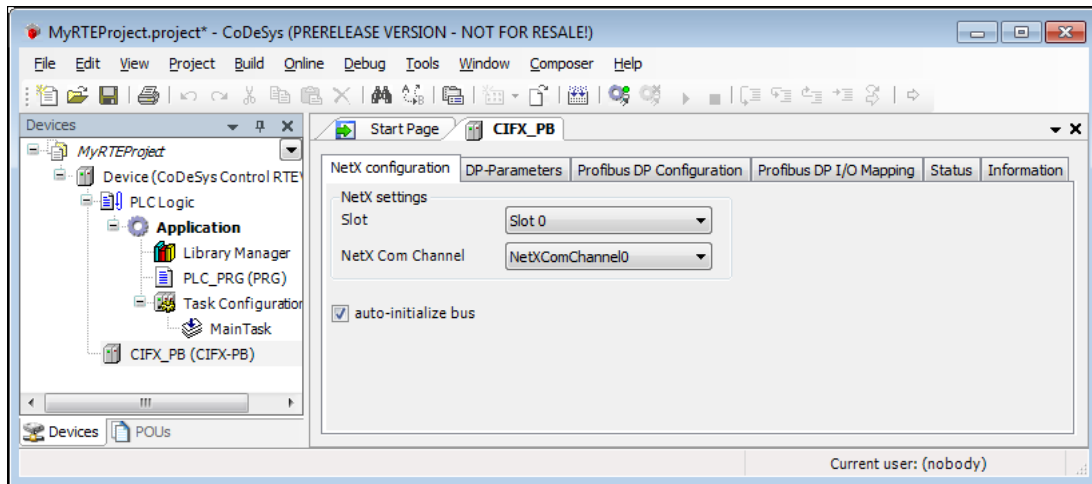 MyRTEProject.project* - CoDeSys (PRERELEASE VERSION - NOT FOR RESALE!)
File Edit View Project Build Online Debug Tools Window Composer Help
Devices
MyRTEProject
Device (CoDeSys Control RTEV
PLC Logic
Application
Library Manager
PLC_PRG (PRG)
Task Configuration
MainTask
CIFX_PB (CIFX-PB)
Devices POUs
Start Page CIFX_PB
NetX configuration DP-Parameters Profibus DP Configuration Profibus DP I/O Mapping Status Information
NetX settings
Slot Slot 0
NetX Com Channel NetXComChannel0
auto-initialize bus
Current user: (nobody)